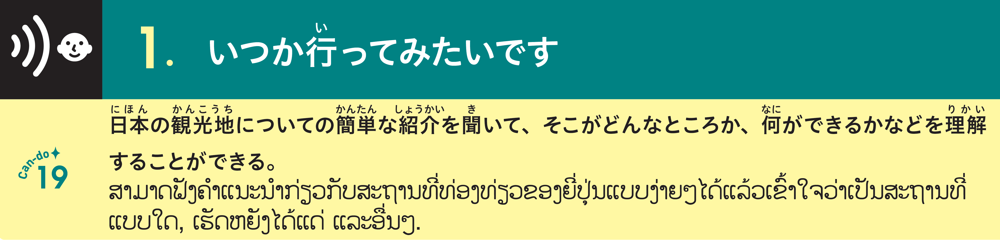 い
1. いつか行ってみたいです
にほん かんこうち かんたん しょうかい き なに りかい
日本の観光地についての簡単な紹介を聞いて、そこがどんなところか、何ができるかなどを理解
することができる。
can-do
19
ສາມາດຟັງຄຳແນະນຳກ່ຽວກັບສະຖານທີ່ທ່ອງທ່ຽວຂອງຍີ່ປຸ່ນແບບງ່າຍໆໄດ້ແລ້ວເຂົ້າໃຈວ່າເປັນສະຖານທີ່
ແບບໃດ, ເຮັດຫຍັງໄດ້ແດ່ ແລະອື່ນໆ.